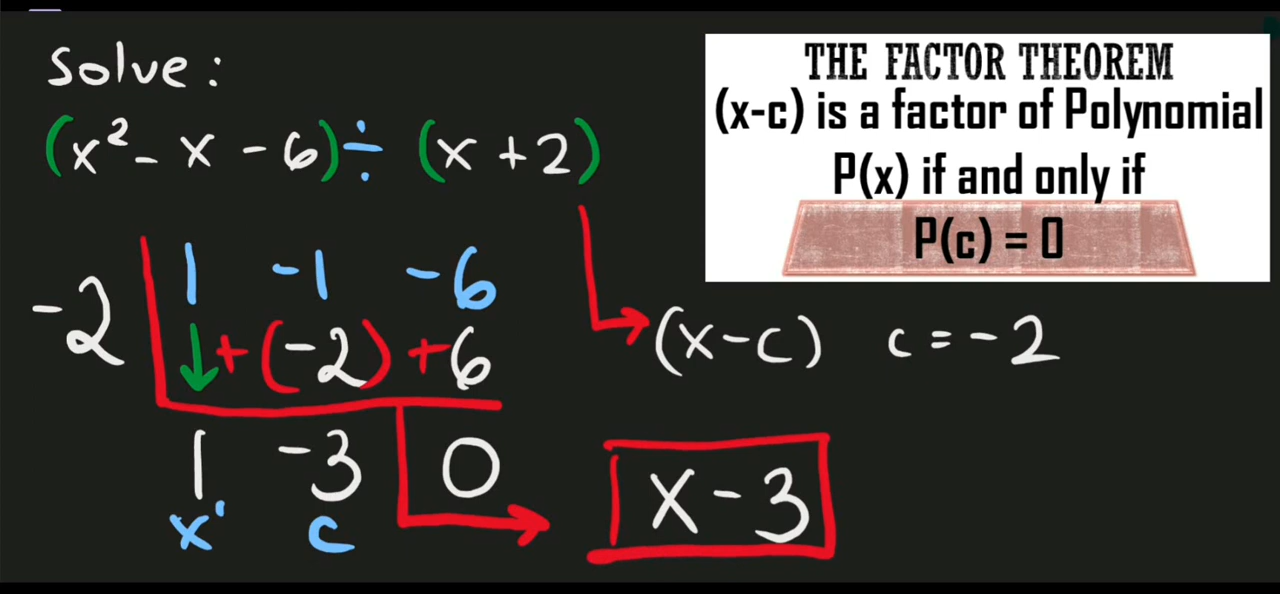 Solve:
(x² - x - 6) ÷ (x + 2)
THE FACTOR THEOREM
(x-c) is a factor of Polynomial
P(x) if and only if
P(c) = 0
-2 1 -1 -6
+ (-2) + 6
(x-c) c = -2
1 -3 0
x¹ c
x - 3